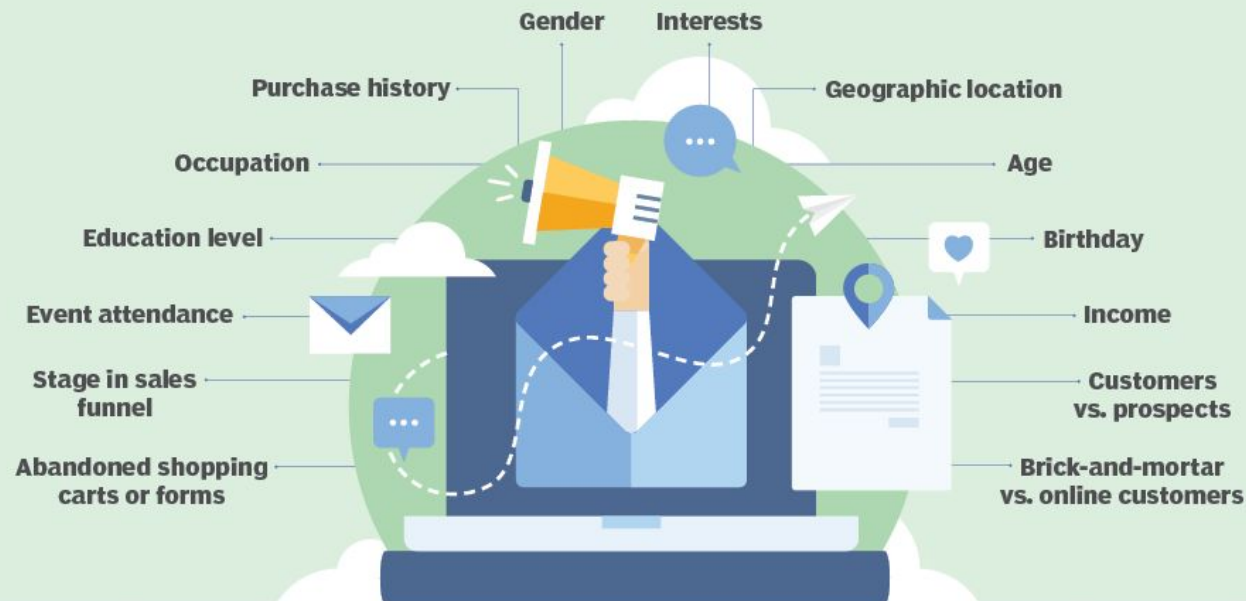 Gender
Interests
Purchase history
Geographic location
Occupation
Age
Education level
Birthday
Event attendance
Income
Stage in sales
funnel
Customers
vs. prospects
Abandoned shopping
carts or forms
Brick-and-mortar
vs. online customers